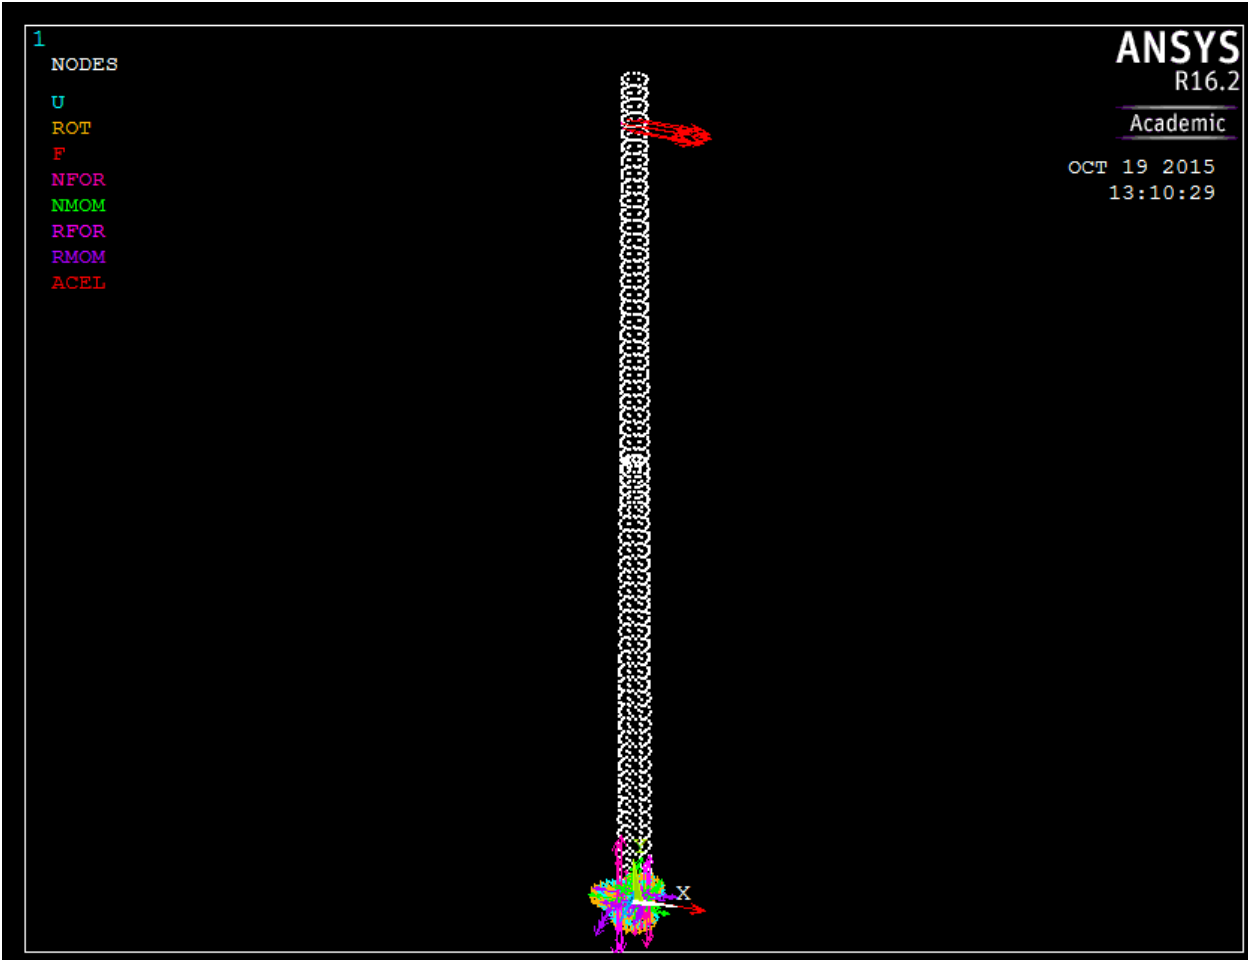 1
NODES
U
ROT
F
NFOR
NMOM
RFOR
RMOM
ACEL
ANSYS
R16.2
Academic
OCT 19 2015
13:10:29
X